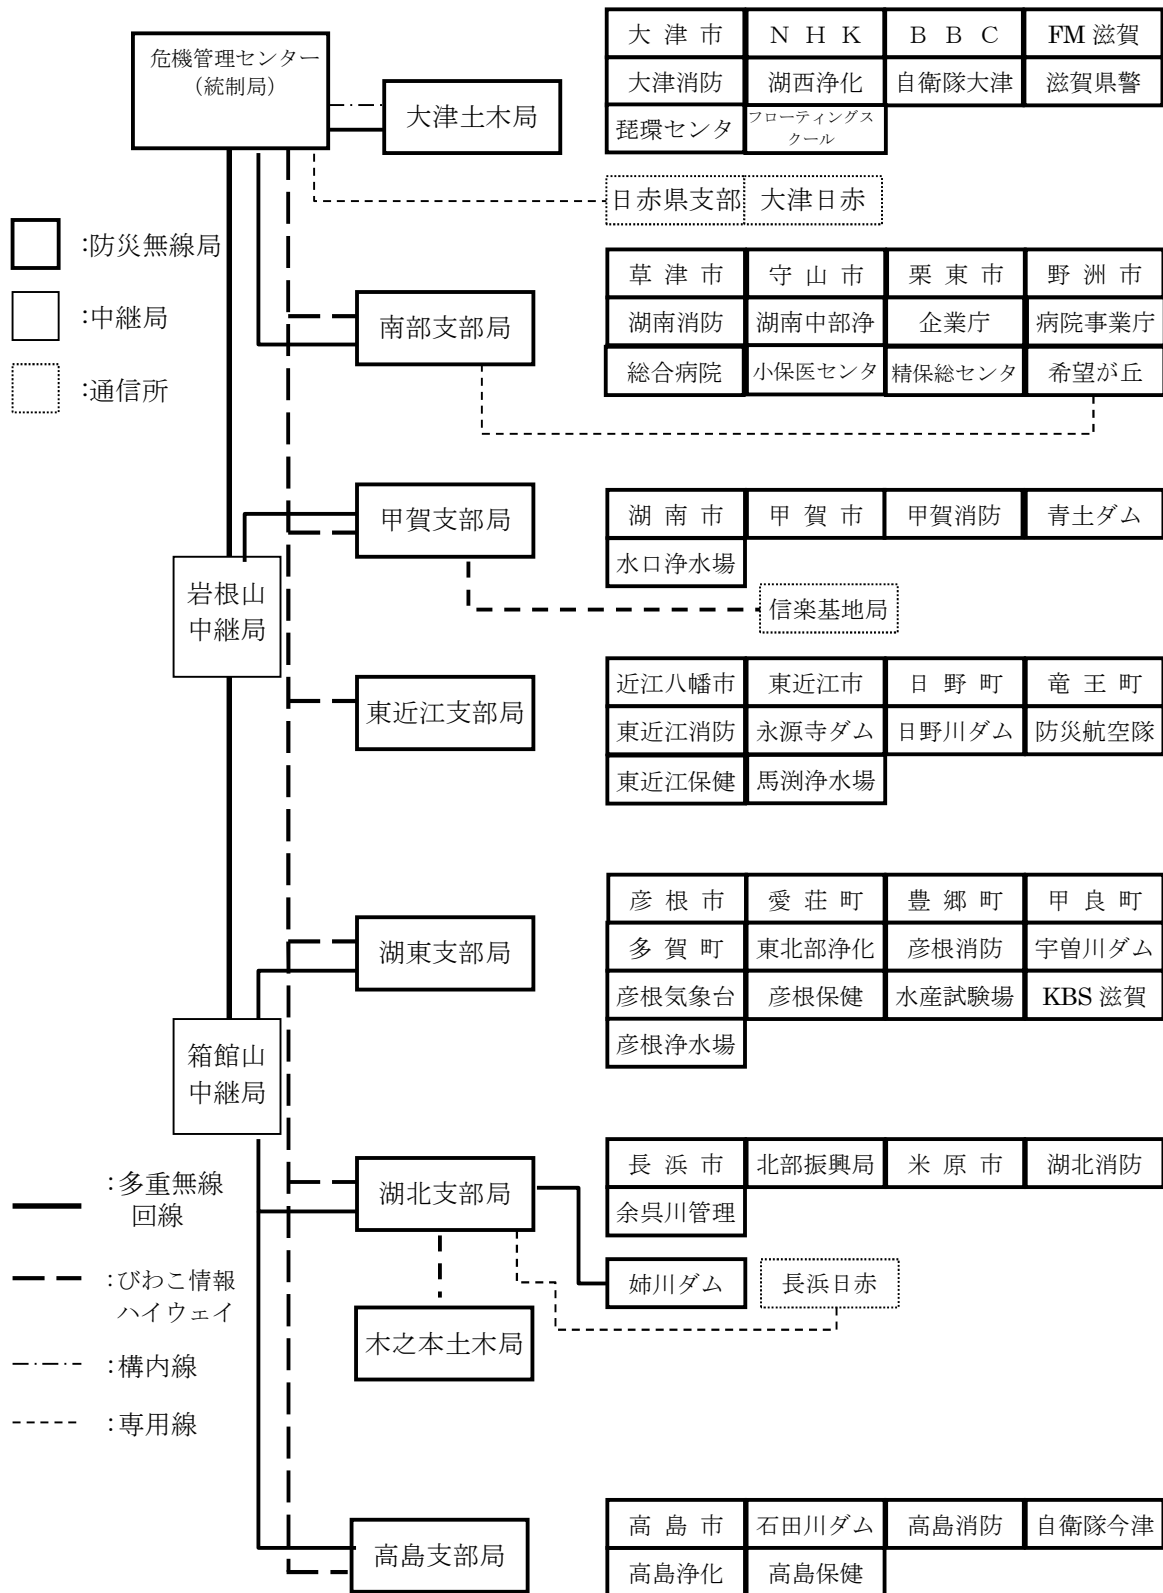 危機管理センター
（統制局）
大津土木局
大津市 NHK BBC FM滋賀
大津消防 湖西浄化 自衛隊大津 滋賀県警
琵環センタ フローティングス
クール
日赤県支部 大津日赤
:防災無線局
:中継局
:通信所
南部支部局
草津市 守山市 栗東市 野洲市
湖南消防 湖南中部浄 企業庁 病院事業庁
総合病院 小保医センタ 精保総センタ 希望が丘
甲賀支部局
湖南市 甲賀市 甲賀消防 青土ダム
水口浄水場
信楽基地局
岩根山
中継局
東近江支部局
近江八幡市 東近江市 日野町 竜王町
東近江消防 永源寺ダム 日野川ダム 防災航空隊
東近江保健 馬渕浄水場
湖東支部局
彦根市 愛荘町 豊郷町 甲良町
多賀町 東北部浄化 彦根消防 宇曽川ダム
彦根気象台 彦根保健 水産試験場 KBS滋賀
彦根浄水場
箱館山
中継局
湖北支部局
長浜市 北部振興局 米原市 湖北消防
余呉川管理
姉川ダム 長浜日赤
木之本土木局
:多重無線
回線
:びわこ情報
ハイウェイ
:構内線
:専用線
高島支部局
高島市 石田川ダム 高島消防 自衛隊今津
高島浄化 高島保健